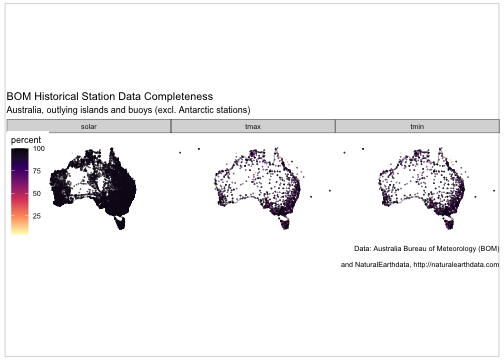 BOM Historical Station Data Completeness
Australia, outlying islands and buoys (excl. Antarctic stations)
solar tmax tmin
percent
100
75
50
25
Data: Australia Bureau of Meteorology (BOM)
and NaturalEarthdata, http://naturalearthdata.com